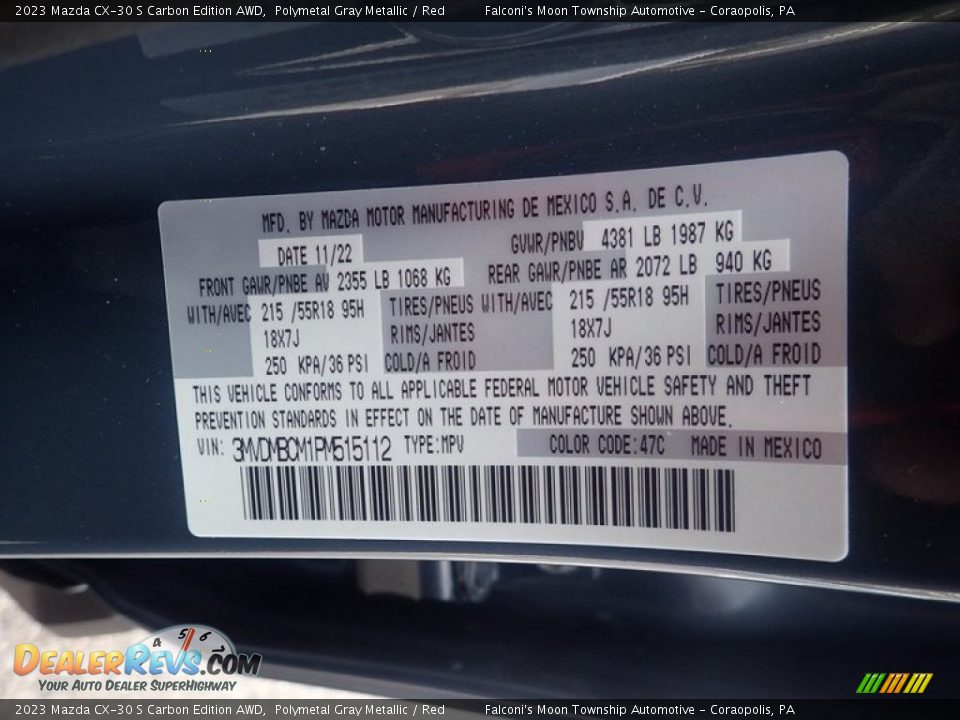 2023 Mazda CX-30 S Carbon Edition AWD, Polymetal Gray Metallic / Red Falconi's Moon Township Automotive - Coraopolis, PA
MFD. BY MAZDA MOTOR MANUFACTURING DE MEXICO S.A. DE C.V.
DATE 11/22 GVWR/PNBV 4381 LB 1987 KG
FRONT GAWR/PNBE AV 2355 LB 1068 KG REAR GAWR/PNBE AR 2072 LB 940 KG
WITH/AVEC 215 /55R18 95H TIRES/PNEUS WITH/AVEC 215 /55R18 95H TIRES/PNEUS
18X7J RIMS/JANTES 18X7J RIMS/JANTES
250 KPA/36 PSI COLD/A FROID 250 KPA/36 PSI COLD/A FROID
THIS VEHICLE CONFORMS TO ALL APPLICABLE FEDERAL MOTOR VEHICLE SAFETY AND THEFT
PREVENTION STANDARDS IN EFFECT ON THE DATE OF MANUFACTURE SHOWN ABOVE.
VIN: 3MVDMBCM1PM515112 TYPE:MPV COLOR CODE:47C MADE IN MEXICO
4 5 6
DealerRevs.com
Your Auto Dealer SuperHighway
2023 Mazda CX-30 S Carbon Edition AWD, Polymetal Gray Metallic / Red Falconi's Moon Township Automotive - Coraopolis, PA